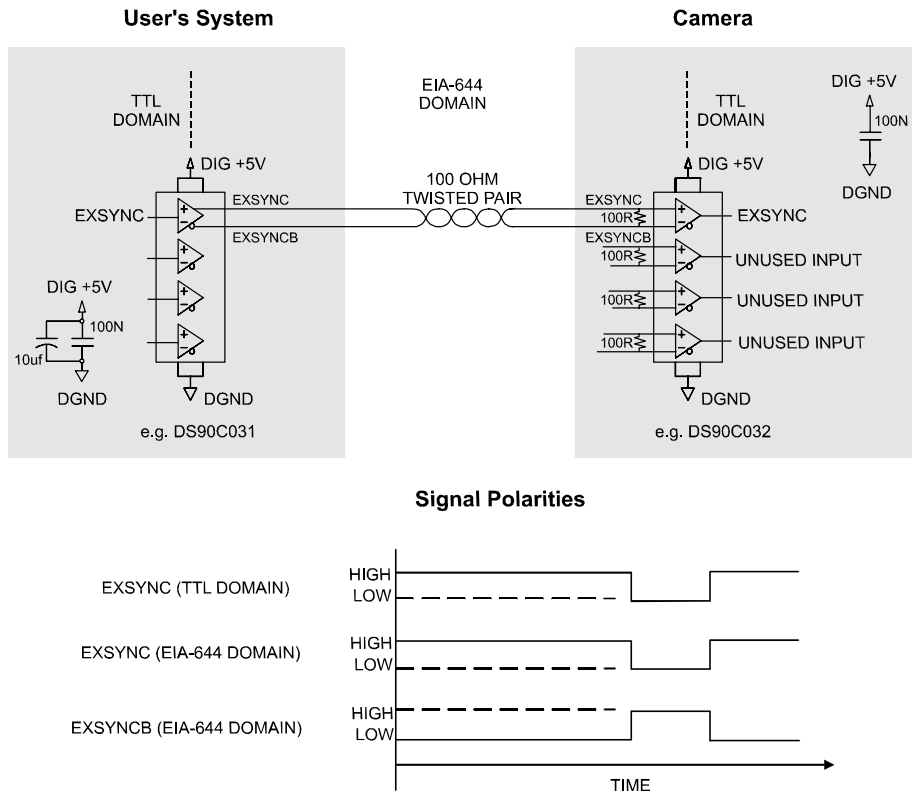 User's System
Camera
TTL
DOMAIN
EIA-644
DOMAIN
TTL
DOMAIN
DIG +5V
100N
DGND
DIG +5V
DIG +5V
100 OHM
TWISTED PAIR
EXSYNC
EXSYNC
EXSYNCB
EXSYNC
100R
EXSYNC
EXSYNCB
100R
UNUSED INPUT
100R
UNUSED INPUT
100R
UNUSED INPUT
DIG +5V
100N
10uf
DGND
DGND
DGND
e.g. DS90C031
e.g. DS90C032
Signal Polarities
EXSYNC (TTL DOMAIN)
HIGH
LOW
EXSYNC (EIA-644 DOMAIN)
HIGH
LOW
EXSYNCB (EIA-644 DOMAIN)
HIGH
LOW
TIME